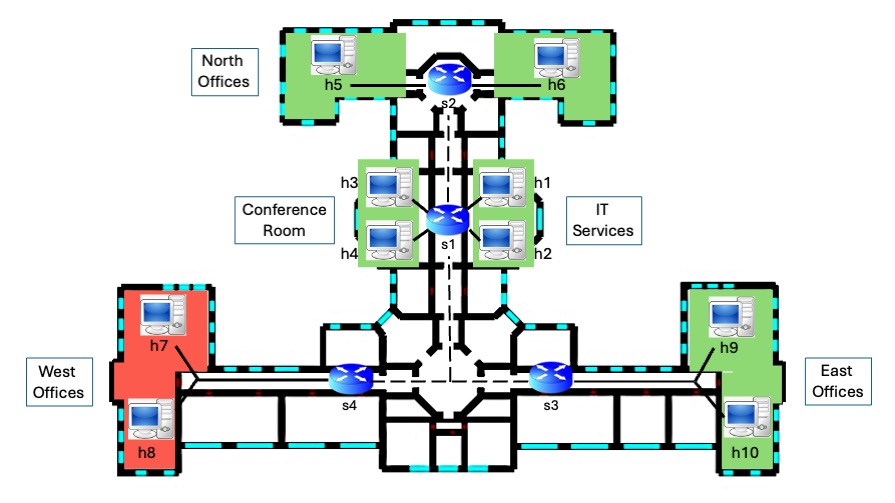 North
Offices
h5
h6
s2
h3
h1
Conference
Room
IT
Services
s1
h4
h2
h7
h9
West
Offices
East
Offices
s4
s3
h8
h10